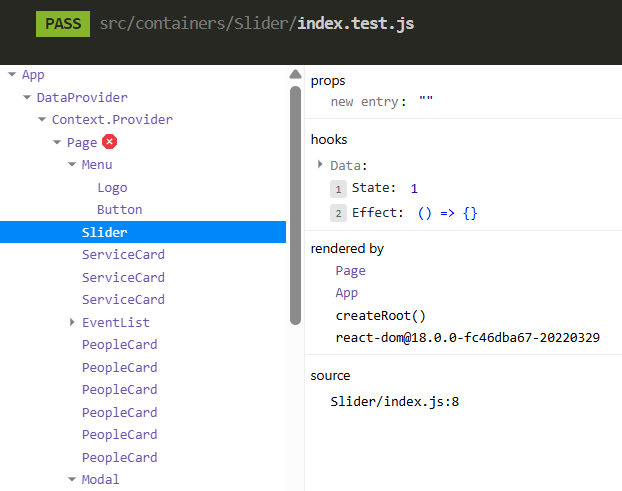 PASS src/containers/Slider/index.test.js
App
DataProvider
Context.Provider
Page
Menu
Logo
Button
Slider
ServiceCard
ServiceCard
ServiceCard
EventList
PeopleCard
PeopleCard
PeopleCard
PeopleCard
PeopleCard
PeopleCard
Modal
props
new entry: ""
hooks
Data:
1 State: 1
2 Effect: () => {}
rendered by
Page
App
createRoot()
react-dom@18.0.0-fc46dba67-20220329
source
Slider/index.js:8